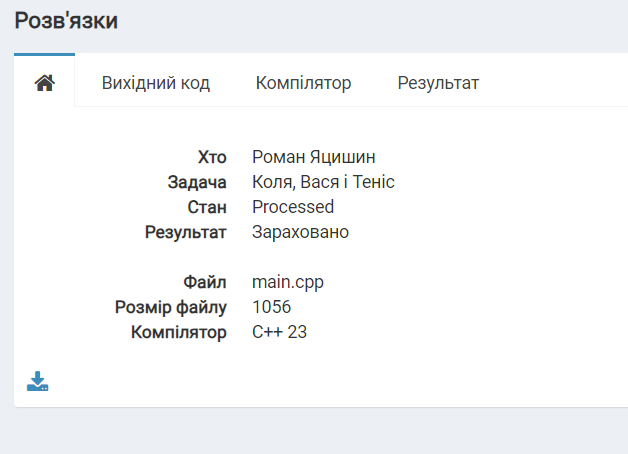 Розв'язки
Вихідний код Компілятор Результат
Хто Роман Яцишин
Задача Коля, Вася і Теніс
Стан Processed
Результат Зараховано
Файл main.cpp
Розмір файлу 1056
Компілятор C++ 23